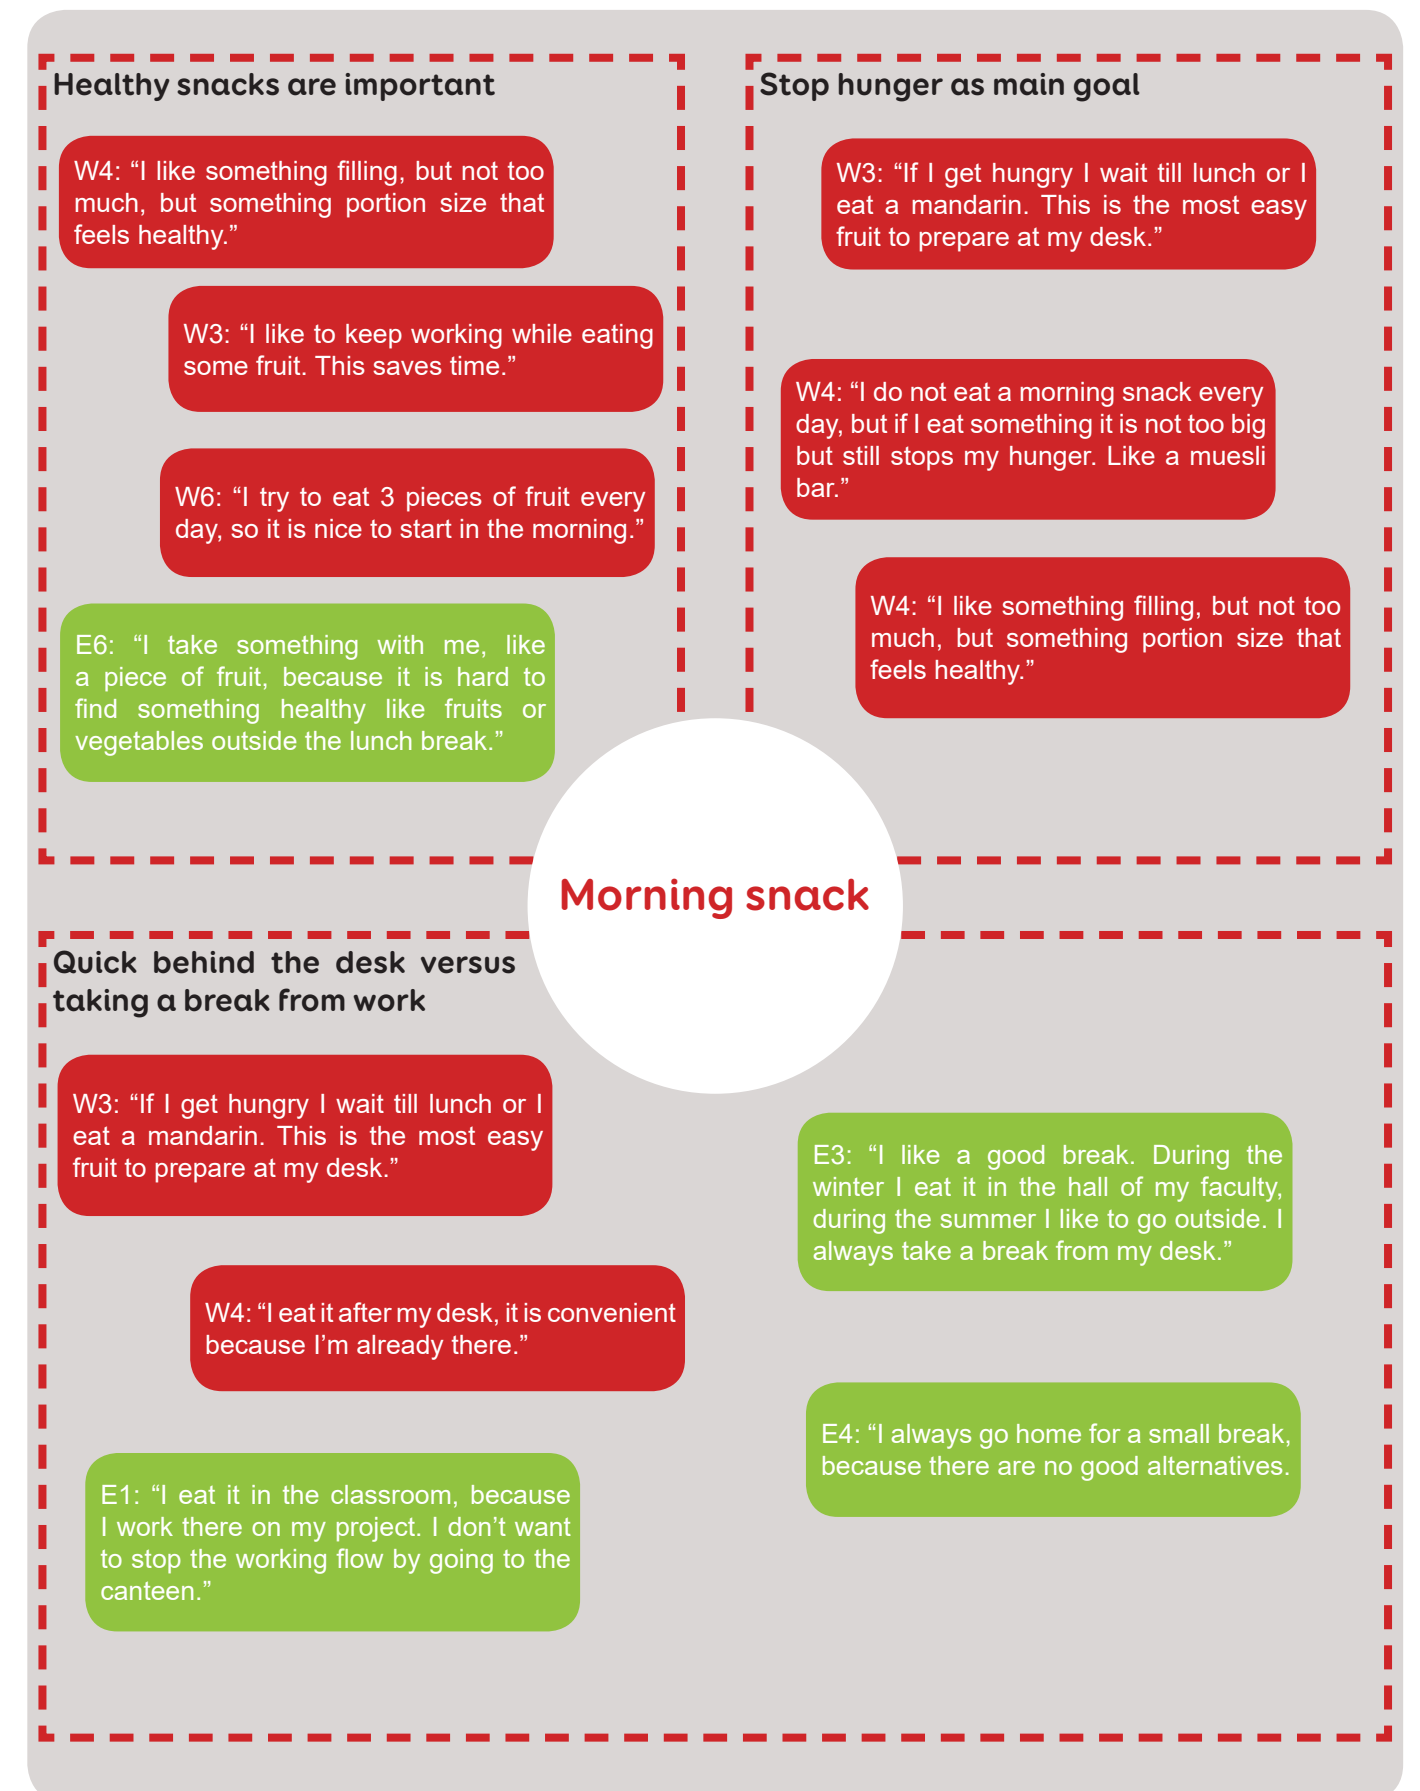 Healthy snacks are important
W4: “I like something filling, but not too
much, but something portion size that
feels healthy.”
W3: “I like to keep working while eating
some fruit. This saves time.”
W6: “I try to eat 3 pieces of fruit every
day, so it is nice to start in the morning.”
E6: “I take something with me, like
a piece of fruit, because it is hard to
find something healthy like fruits or
vegetables outside the lunch break.”
Stop hunger as main goal
W3: “If I get hungry I wait till lunch or I
eat a mandarin. This is the most easy
fruit to prepare at my desk.”
W4: “I do not eat a morning snack every
day, but if I eat something it is not too big
but still stops my hunger. Like a muesli
bar.”
W4: “I like something filling, but not too
much, but something portion size that
feels healthy.”
Morning snack
Quick behind the desk versus
taking a break from work
W3: “If I get hungry I wait till lunch or I
eat a mandarin. This is the most easy
fruit to prepare at my desk.”
W4: “I eat it after my desk, it is convenient
because I’m already there.”
E1: “I eat it in the classroom, because
I work there on my project. I don’t want
to stop the working flow by going to the
canteen.”
E3: “I like a good break. During the
winter I eat it in the hall of my faculty,
during the summer I like to go outside. I
always take a break from my desk.”
E4: “I always go home for a small break,
because there are no good alternatives.